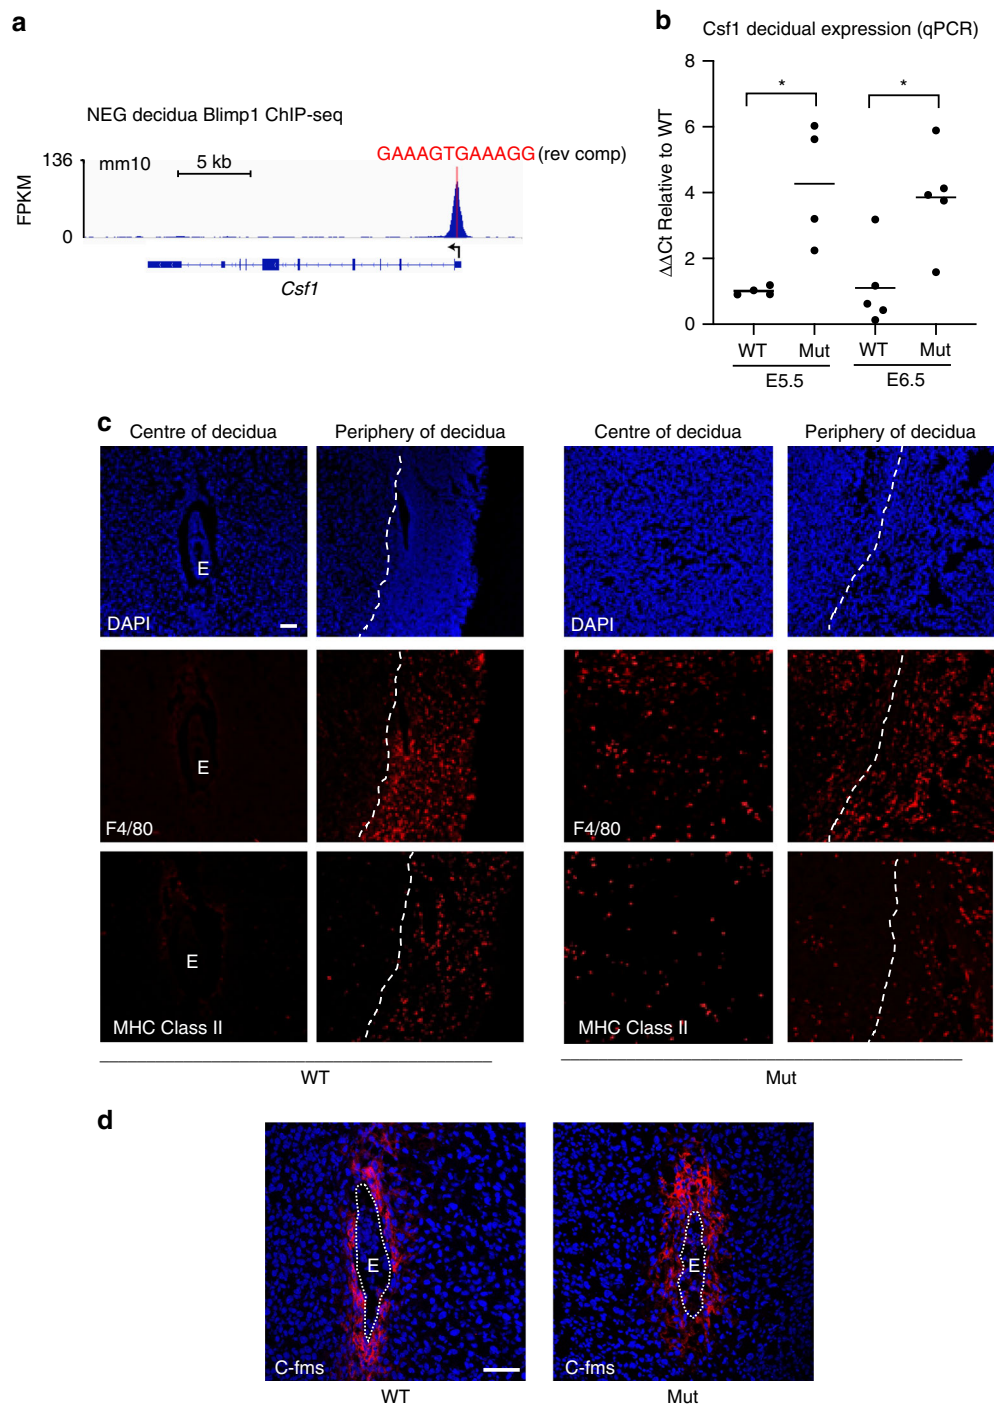 a
NEG decidua Blimp1 ChIP-seq
GAAAGTGAAAGG (rev comp)
136
mm10
5 kb
FPKM
0
Csf1
b
Csf1 decidual expression (qPCR)
8
6
4
2
0
ΔΔCt Relative to WT
*
*
WT
Mut
WT
Mut
E5.5
E6.5
c
Centre of decidua
Periphery of decidua
Centre of decidua
Periphery of decidua
E
DAPI
DAPI
E
F4/80
F4/80
E
MHC Class II
MHC Class II
WT
Mut
d
E
C-fms
E
C-fms
WT
Mut